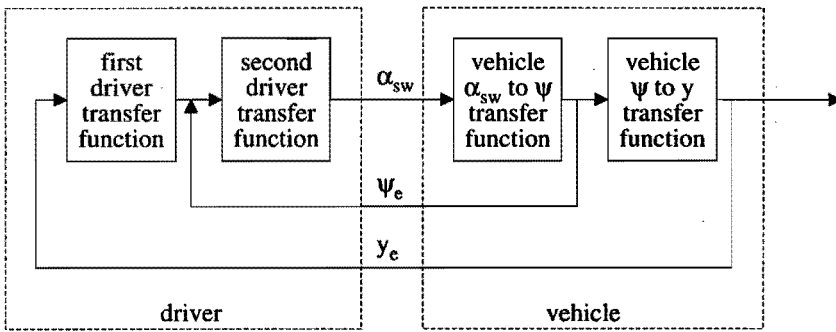 first
driver
transfer
function
second
driver
transfer
function
α_sw
vehicle
α_sw to ψ
transfer
function
vehicle
ψ to y
transfer
function
ψ_e
y_e
driver
vehicle